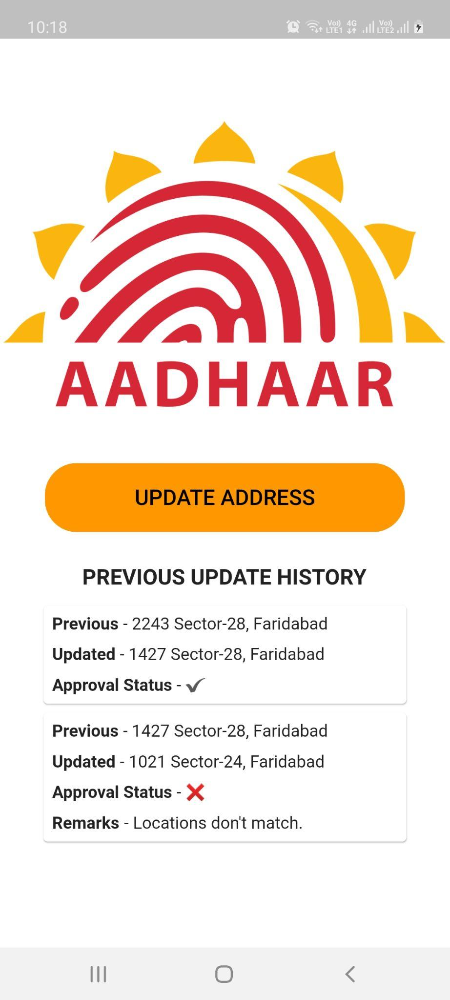 10:18
Vo)) LTE1 4G Vo)) LTE2
AADHAAR
UPDATE ADDRESS
PREVIOUS UPDATE HISTORY
Previous - 2243 Sector-28, Faridabad
Updated - 1427 Sector-28, Faridabad
Approval Status - ✔
Previous - 1427 Sector-28, Faridabad
Updated - 1021 Sector-24, Faridabad
Approval Status - ❌
Remarks - Locations don't match.